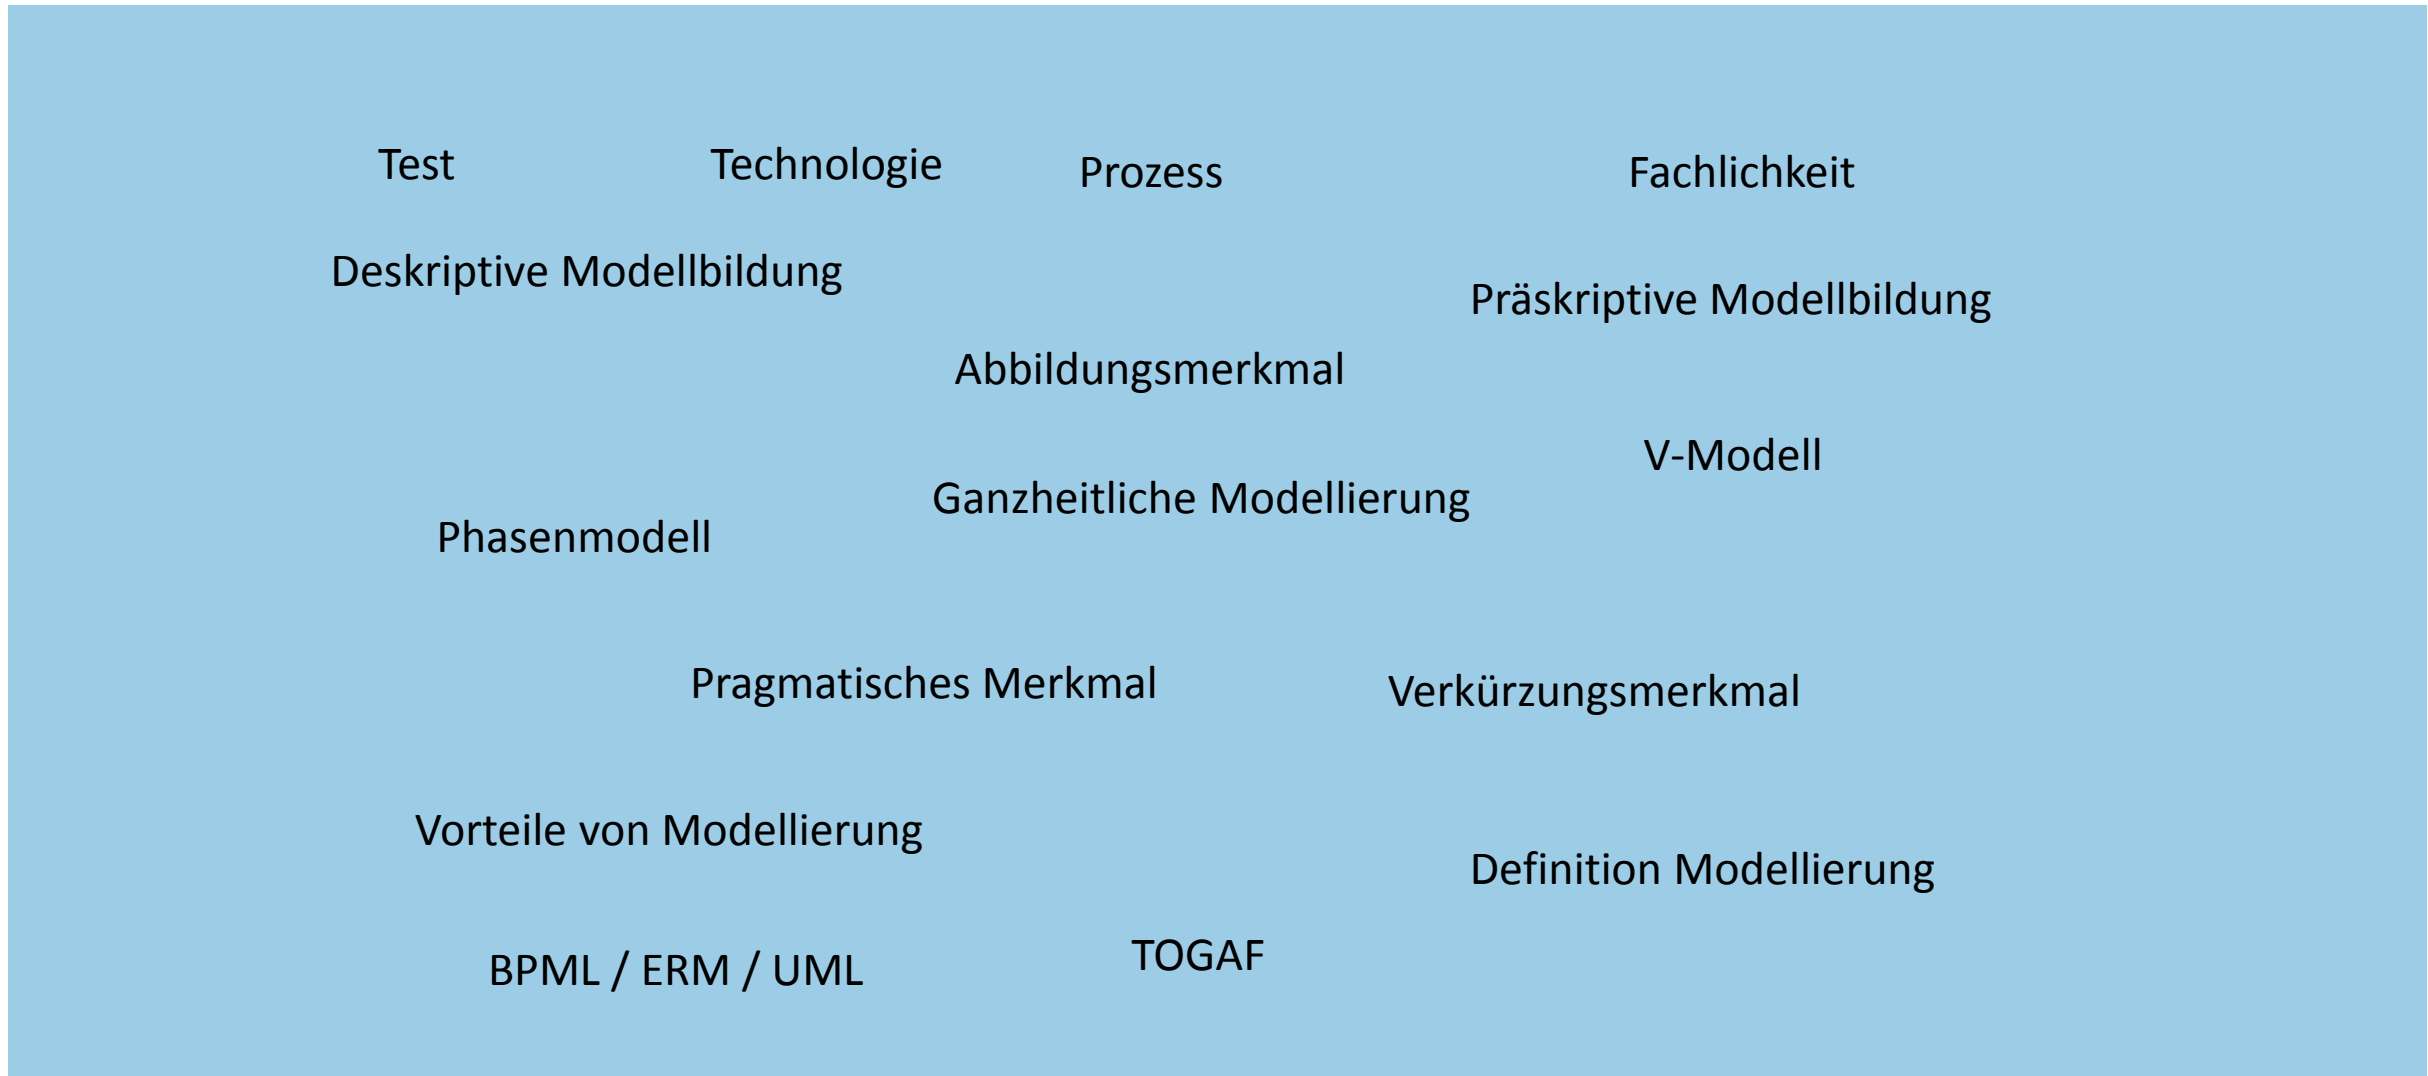 Test
Technologie
Prozess
Fachlichkeit
Deskriptive Modellbildung
Präskriptive Modellbildung
Abbildungsmerkmal
V-Modell
Ganzheitliche Modellierung
Phasenmodell
Pragmatisches Merkmal
Verkürzungsmerkmal
Vorteile von Modellierung
Definition Modellierung
TOGAF
BPML / ERM / UML